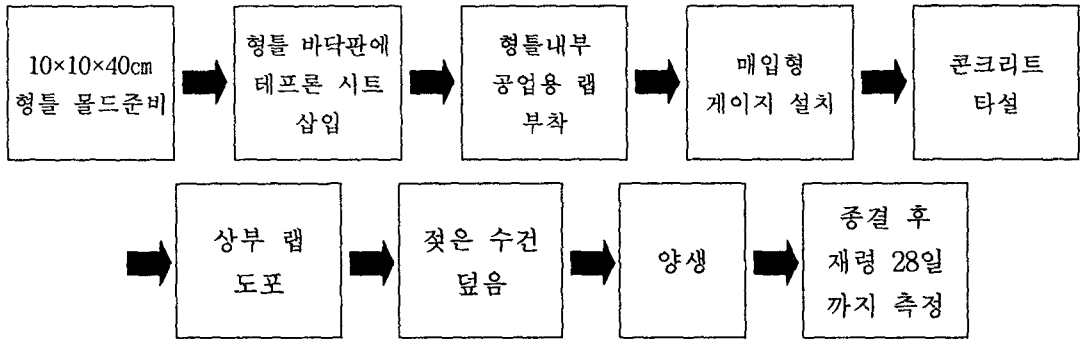 10×10×40cm
형틀 몰드준비
형틀 바닥판에
테프론 시트
삽입
형틀내부
공업용 랩
부착
매입형
게이지 설치
콘크리트
타설
상부 랩
도포
젖은 수건
덮음
양생
종결 후
재령 28일
까지 측정